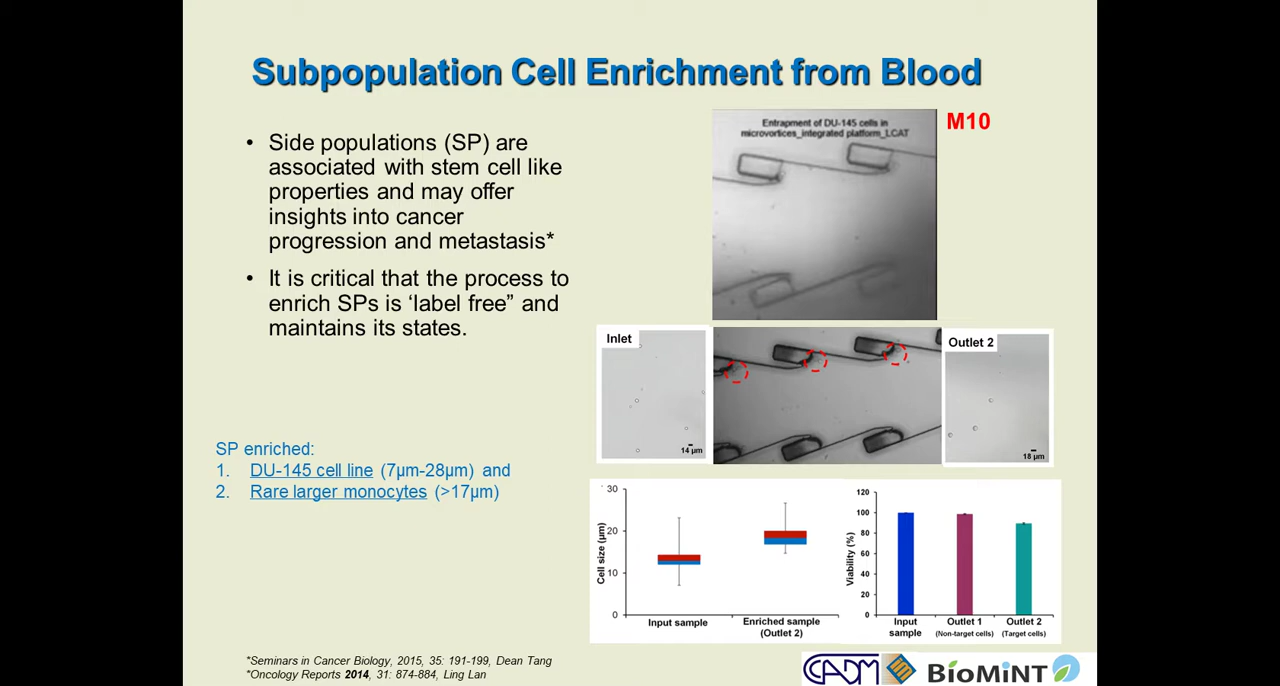 Subpopulation Cell Enrichment from Blood
• Side populations (SP) are
associated with stem cell like
properties and may offer
insights into cancer
progression and metastasis*
• It is critical that the process to
enrich SPs is ‘label free” and
maintains its states.
SP enriched:
1. DU-145 cell line (7µm-28µm) and
2. Rare larger monocytes (>17µm)
Entrapment of DU-145 cells in
microvortices_integrated platform_LCAT
M10
Inlet
14 µm
Outlet 2
18 µm
Cell size (µm)
30
20
10
0
Input sample
Enriched sample
(Outlet 2)
Viability (%)
120
100
80
60
40
20
0
Input
sample
Outlet 1
(Non-target cells)
Outlet 2
(Target cells)
*Seminars in Cancer Biology, 2015, 35: 191-199, Dean Tang
*Oncology Reports 2014, 31: 874-884, Ling Lan
CADM
BioMiNT